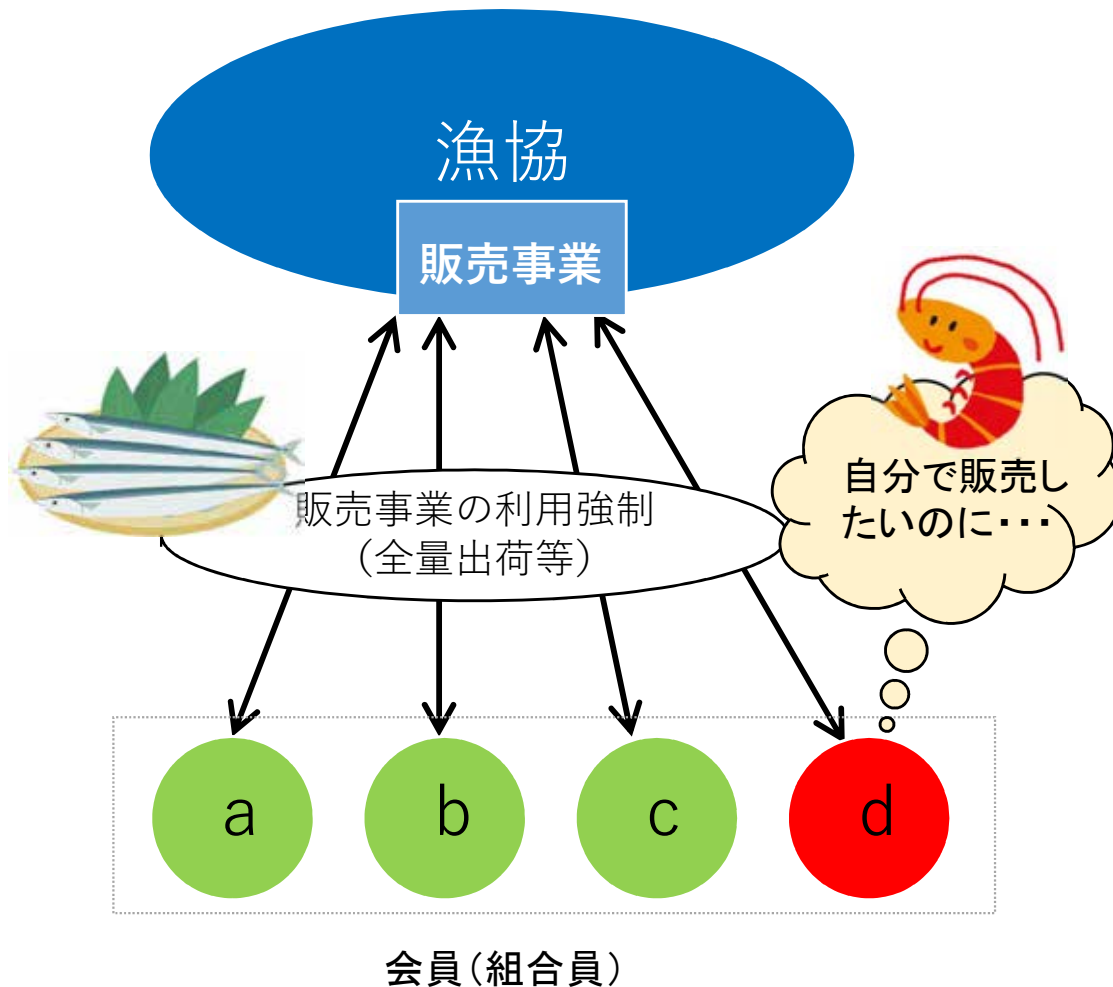 漁協
販売事業
販売事業の利用強制
（全量出荷等）
自分で販売し
たいのに・・・
a
b
c
d
会員（組合員）